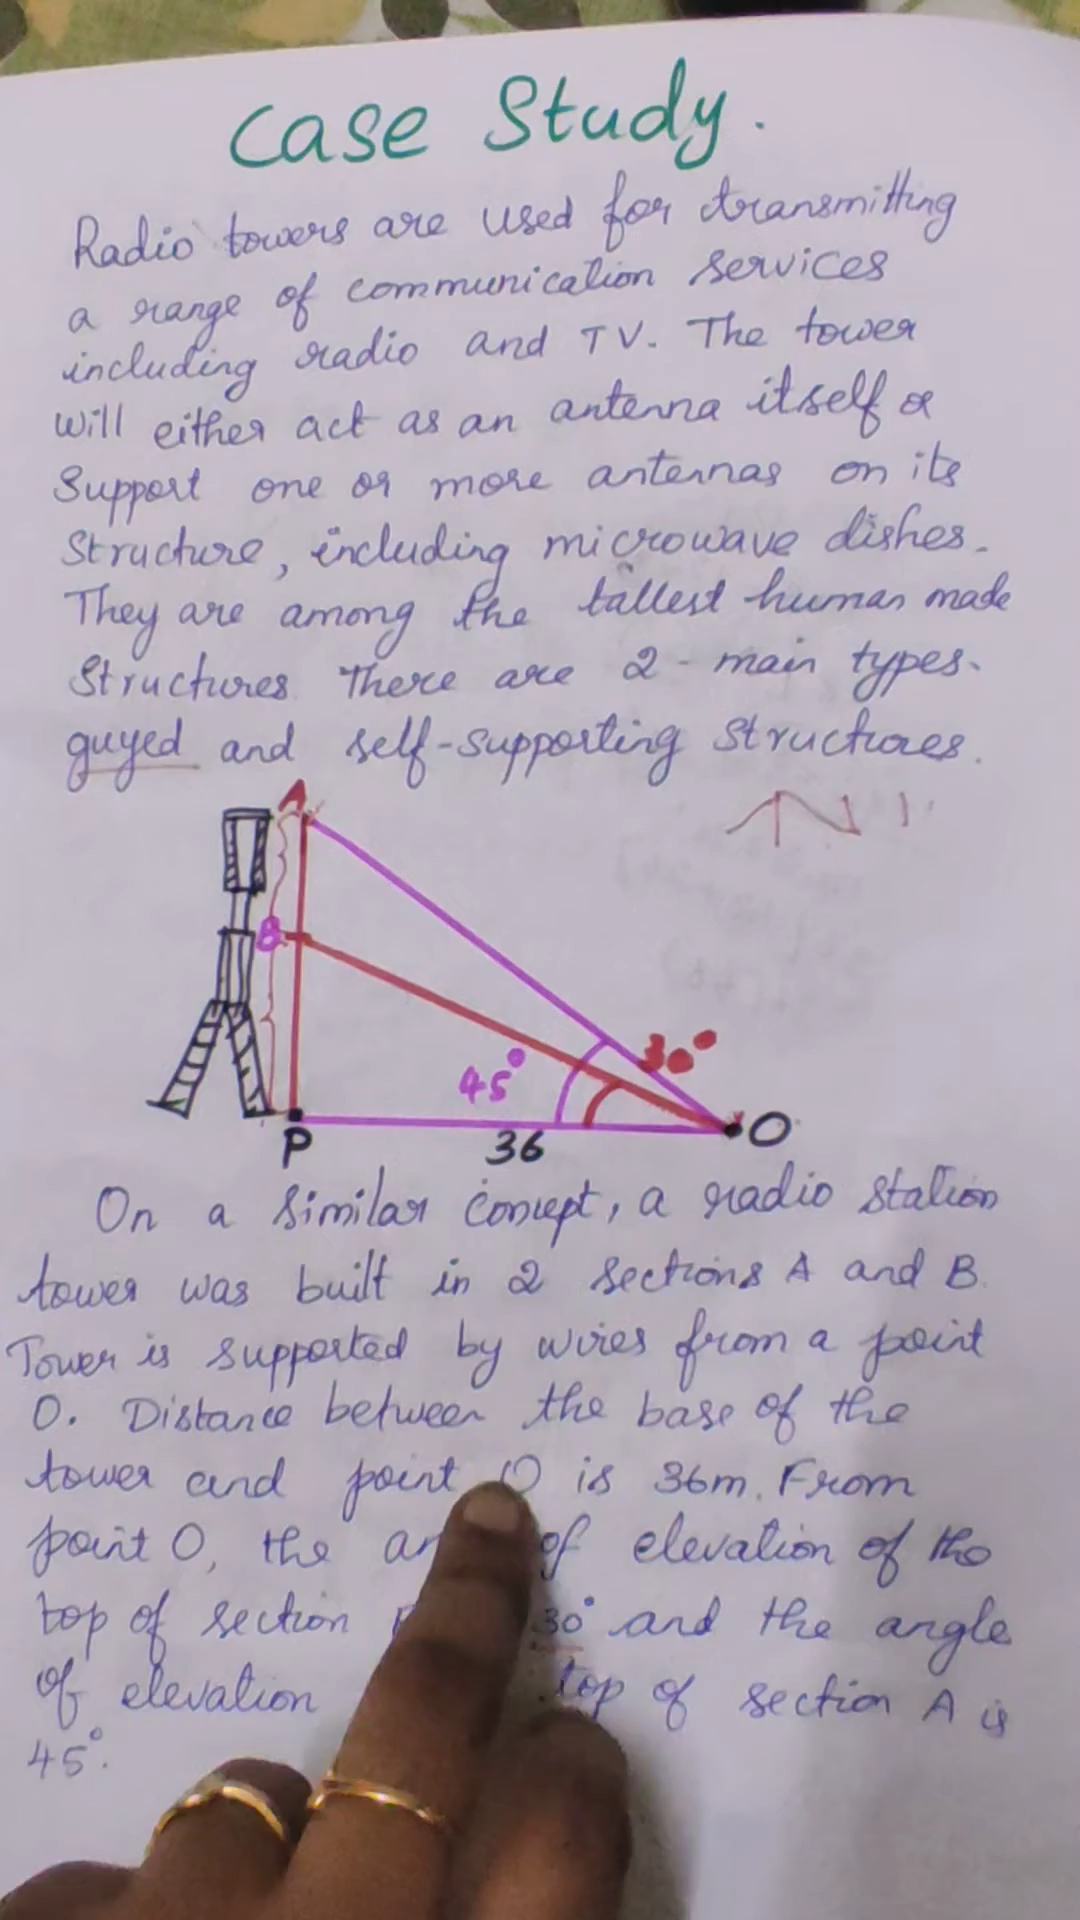 Case Study.
Radio towers are used for transmitting
a range of communication services
including radio and TV. The tower
will either act as an antenna itself or
Support one or more antennas on its
Structure, including microwave dishes.
They are among the tallest human made
Structures There are 2 - main types.
guyed and self-supporting Structures.
A
B
30°
45°
P
36
O
On a similar concept, a radio station
tower was built in 2 sections A and B.
Tower is supported by wires from a point
O. Distance between the base of the
tower and point O is 36m. From
point O, the of elevation of the
top of section 30° and the angle
of elevation top of section A is
45°.